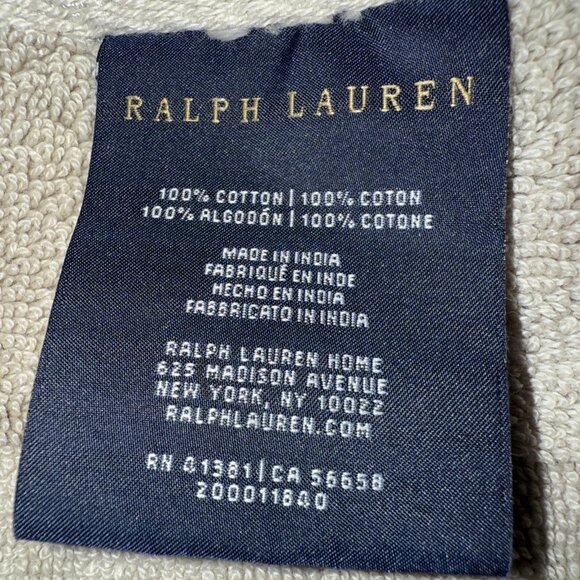 RALPH LAUREN
100% COTTON | 100% COTON
100% ALGODÓN | 100% COTONE
MADE IN INDIA
FABRIQUÉ EN INDE
HECHO EN INDIA
FABBRICATO IN INDIA
RALPH LAUREN HOME
625 MADISON AVENUE
NEW YORK, NY 10022
RALPHLAUREN.COM
RN 41381 | CA 56658
200011840